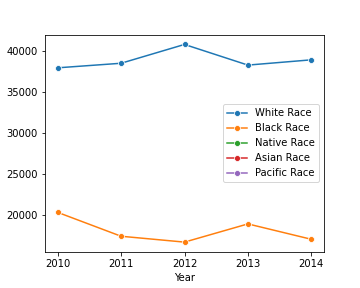 40000
35000
30000
25000
20000
2010 2011 2012 2013 2014
Year
White Race
Black Race
Native Race
Asian Race
Pacific Race